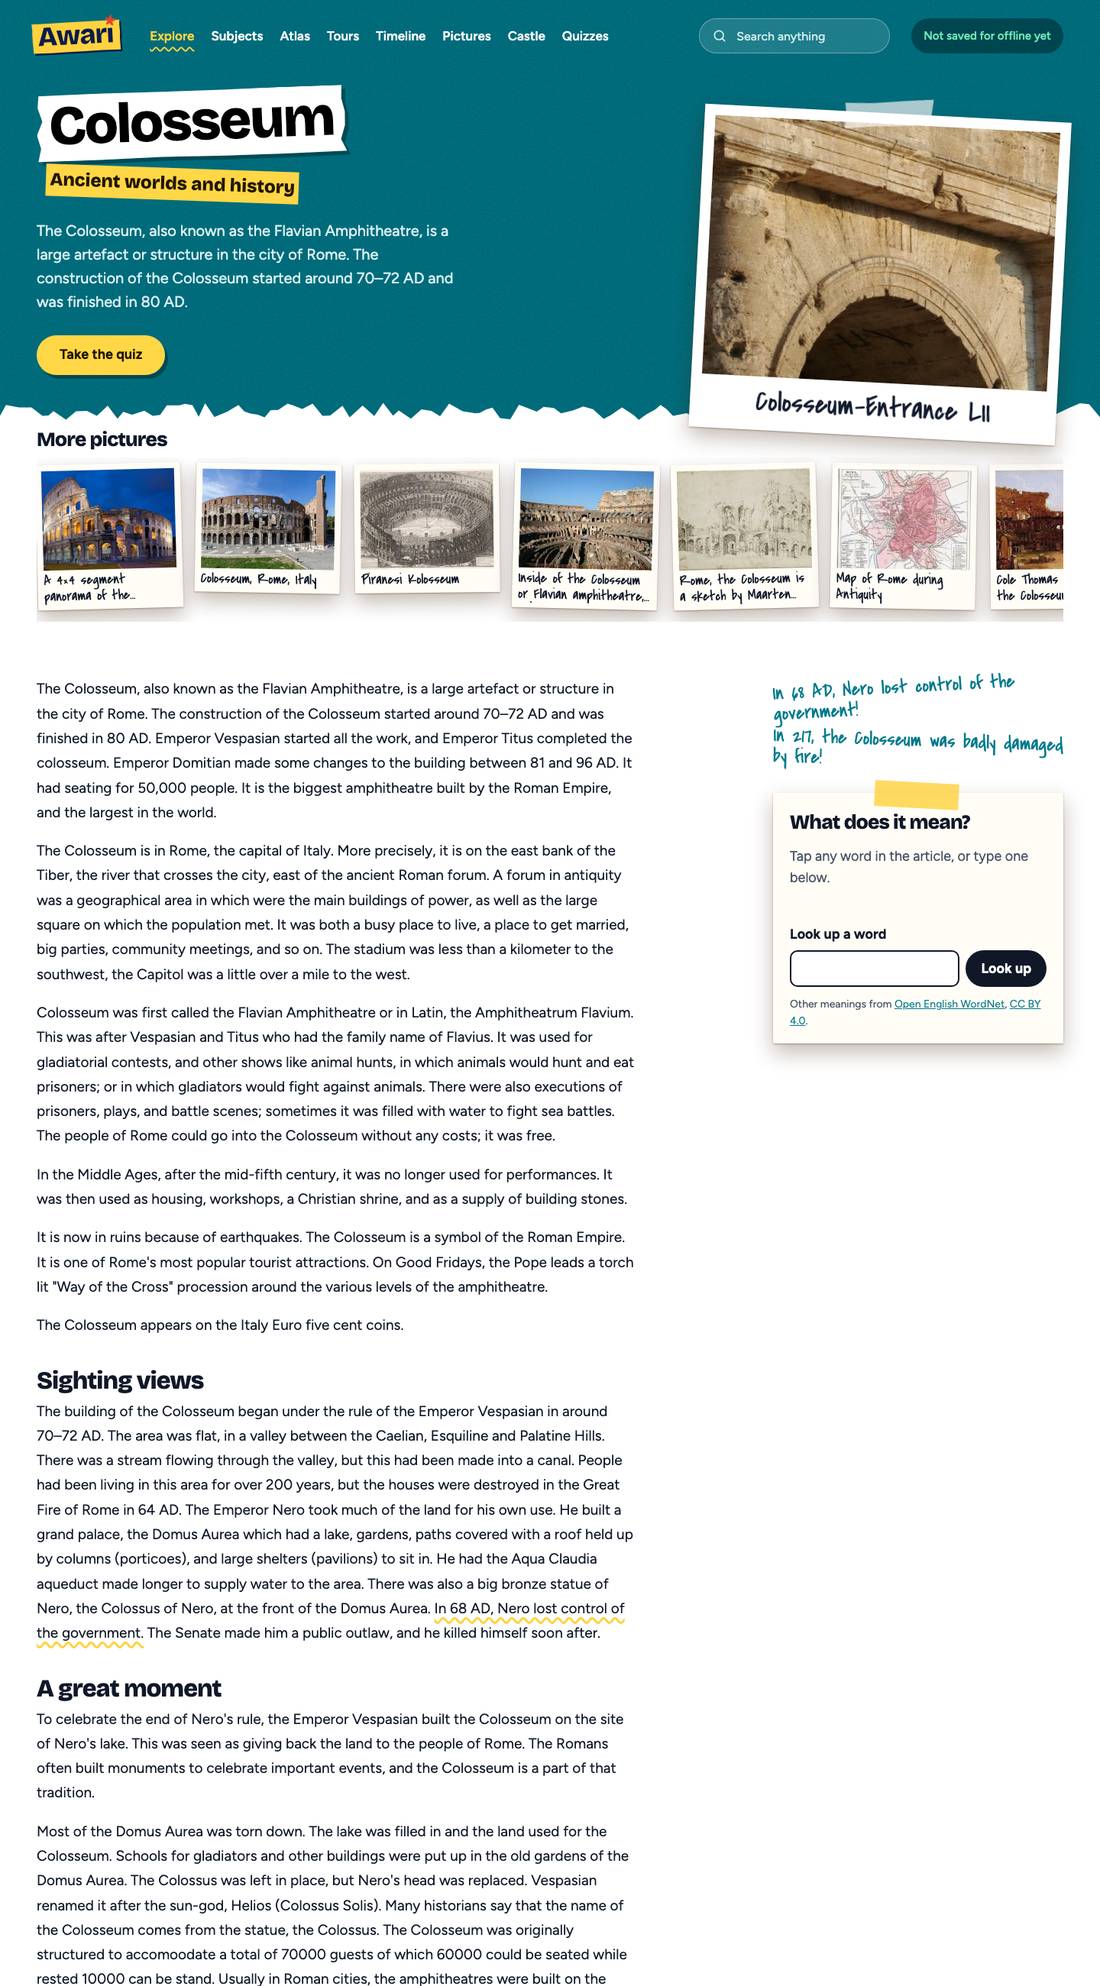 Awari
Explore Subjects Atlas Tours Timeline Pictures Castle Quizzes
Search anything
Not saved for offline yet
Colosseum
Ancient worlds and history
The Colosseum, also known as the Flavian Amphitheatre, is a
large artefact or structure in the city of Rome. The
construction of the Colosseum started around 70–72 AD and
was finished in 80 AD.
Take the quiz
Colosseum-Entrance LII
More pictures
A 4x4 segment
panorama of the...
Colosseum, Rome, Italy
Piranesi Kolosseum
Inside of the Colosseum
or Flavian amphitheatre,...
Rome, the Colosseum is
a sketch by Maarten...
Map of Rome during
Antiquity
Cole Thomas
the Colosseu
The Colosseum, also known as the Flavian Amphitheatre, is a large artefact or structure in
the city of Rome. The construction of the Colosseum started around 70–72 AD and was
finished in 80 AD. Emperor Vespasian started all the work, and Emperor Titus completed the
colosseum. Emperor Domitian made some changes to the building between 81 and 96 AD. It
had seating for 50,000 people. It is the biggest amphitheatre built by the Roman Empire,
and the largest in the world.
The Colosseum is in Rome, the capital of Italy. More precisely, it is on the east bank of the
Tiber, the river that crosses the city, east of the ancient Roman forum. A forum in antiquity
was a geographical area in which were the main buildings of power, as well as the large
square on which the population met. It was both a busy place to live, a place to get married,
big parties, community meetings, and so on. The stadium was less than a kilometer to the
southwest, the Capitol was a little over a mile to the west.
Colosseum was first called the Flavian Amphitheatre or in Latin, the Amphitheatrum Flavium.
This was after Vespasian and Titus who had the family name of Flavius. It was used for
gladiatorial contests, and other shows like animal hunts, in which animals would hunt and eat
prisoners; or in which gladiators would fight against animals. There were also executions of
prisoners, plays, and battle scenes; sometimes it was filled with water to fight sea battles.
The people of Rome could go into the Colosseum without any costs; it was free.
In the Middle Ages, after the mid-fifth century, it was no longer used for performances. It
was then used as housing, workshops, a Christian shrine, and as a supply of building stones.
It is now in ruins because of earthquakes. The Colosseum is a symbol of the Roman Empire.
It is one of Rome's most popular tourist attractions. On Good Fridays, the Pope leads a torch
lit "Way of the Cross" procession around the various levels of the amphitheatre.
The Colosseum appears on the Italy Euro five cent coins.
Sighting views
The building of the Colosseum began under the rule of the Emperor Vespasian in around
70–72 AD. The area was flat, in a valley between the Caelian, Esquiline and Palatine Hills.
There was a stream flowing through the valley, but this had been made into a canal. People
had been living in this area for over 200 years, but the houses were destroyed in the Great
Fire of Rome in 64 AD. The Emperor Nero took much of the land for his own use. He built a
grand palace, the Domus Aurea which had a lake, gardens, paths covered with a roof held up
by columns (porticoes), and large shelters (pavilions) to sit in. He had the Aqua Claudia
aqueduct made longer to supply water to the area. There was also a big bronze statue of
Nero, the Colossus of Nero, at the front of the Domus Aurea. In 68 AD, Nero lost control of
the government. The Senate made him a public outlaw, and he killed himself soon after.
A great moment
To celebrate the end of Nero's rule, the Emperor Vespasian built the Colosseum on the site
of Nero's lake. This was seen as giving back the land to the people of Rome. The Romans
often built monuments to celebrate important events, and the Colosseum is a part of that
tradition.
Most of the Domus Aurea was torn down. The lake was filled in and the land used for the
Colosseum. Schools for gladiators and other buildings were put up in the old gardens of the
Domus Aurea. The Colossus was left in place, but Nero's head was replaced. Vespasian
renamed it after the sun-god, Helios (Colossus Solis). Many historians say that the name of
the Colosseum comes from the statue, the Colossus. The Colosseum was originally
structured to accomoodate a total of 70000 guests of which 60000 could be seated while
rested 10000 can be stand. Usually in Roman cities, the amphitheatres were built on the
In 68 AD, Nero lost control of the
government!
In 217, the Colosseum was badly damaged
by fire!
What does it mean?
Tap any word in the article, or type one
below.
Look up a word
Look up
Other meanings from Open English WordNet, CC BY
4.0.